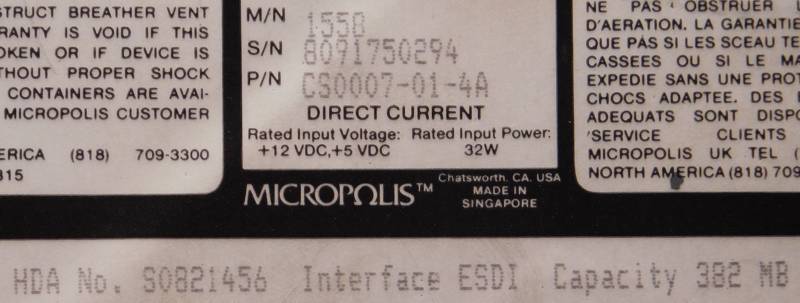 STRUCT BREATHER VENT
RANTY IS VOID IF THIS
OKEN OR IF DEVICE IS
THOUT PROPER SHOCK
CONTAINERS ARE AVAI-
MICROPOLIS CUSTOMER
ERICA (818) 709-3300
815
M/N 1558
S/N 8091750294
P/N CS0007-01-4A
DIRECT CURRENT
Rated Input Voltage: Rated Input Power:
+12 VDC,+5 VDC 32W
MICROPΩLIS™
Chatsworth. CA. USA
MADE IN
SINGAPORE
NE PAS OBSTRUER L
D'AERATION. LA GARANTIE
QUE PAS SI LES SCEAU TE
CASSEES OU SI LE MA
EXPEDIE SANS UNE PROT
CHOCS ADAPTEE. DES
ADEQUATS SONT DISPO
'SERVICE CLIENTS
MICROPOLIS UK TEL (
NORTH AMERICA (818) 709
HDA No. S0821456 Interface ESDI Capacity 382 MB